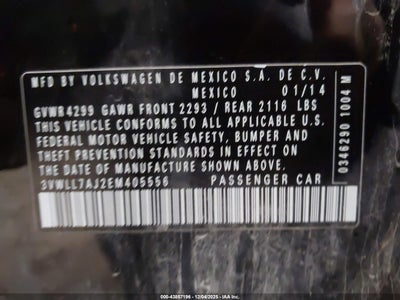 MFD BY VOLKSWAGEN DE MEXICO S.A. DE C.V.
MEXICO 01/14
GVWR 4299 GAWR FRONT 2293 / REAR 2116 LBS
THIS VEHICLE CONFORMS TO ALL APPLICABLE U.S.
FEDERAL MOTOR VEHICLE SAFETY, BUMPER AND
THEFT PREVENTION STANDARDS IN EFFECT ON
THE DATE OF MANUFACTURE SHOWN ABOVE
3VWLL7AJ2EM405556 PASSENGER CAR
0346290 1004 M
#: 43857196 - 12/04/2025 - IAA Inc.